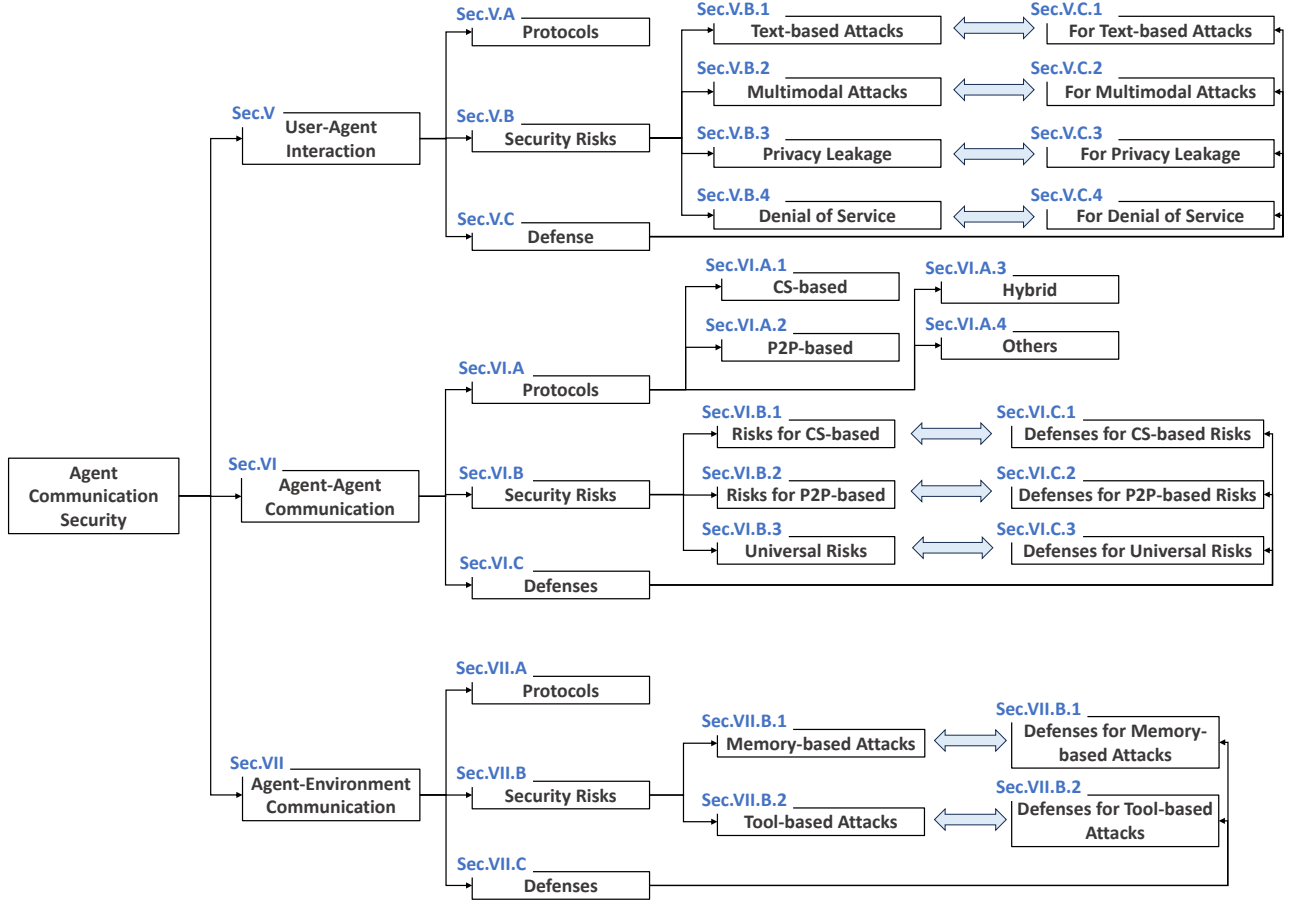 Sec.V.A
Protocols
Sec.V.B.1
Text-based Attacks
Sec.V.C.1
For Text-based Attacks
Sec.V.B.2
Multimodal Attacks
Sec.V.C.2
For Multimodal Attacks
Sec.V
User-Agent
Interaction
Sec.V.B
Security Risks
Sec.V.B.3
Privacy Leakage
Sec.V.C.3
For Privacy Leakage
Sec.V.B.4
Denial of Service
Sec.V.C.4
For Denial of Service
Sec.V.C
Defense
Sec.VI.A.1
CS-based
Sec.VI.A.3
Hybrid
Sec.VI.A.2
P2P-based
Sec.VI.A.4
Others
Sec.VI.A
Protocols
Sec.VI.B.1
Risks for CS-based
Sec.VI.C.1
Defenses for CS-based Risks
Agent
Communication
Security
Sec.VI
Agent-Agent
Communication
Sec.VI.B
Security Risks
Sec.VI.B.2
Risks for P2P-based
Sec.VI.C.2
Defenses for P2P-based Risks
Sec.VI.B.3
Universal Risks
Sec.VI.C.3
Defenses for Universal Risks
Sec.VI.C
Defenses
Sec.VII.A
Protocols
Sec.VII.B.1
Memory-based Attacks
Sec.VII.B.1
Defenses for Memory-
based Attacks
Sec.VII
Agent-Environment
Communication
Sec.VII.B
Security Risks
Sec.VII.B.2
Tool-based Attacks
Sec.VII.B.2
Defenses for Tool-based
Attacks
Sec.VII.C
Defenses